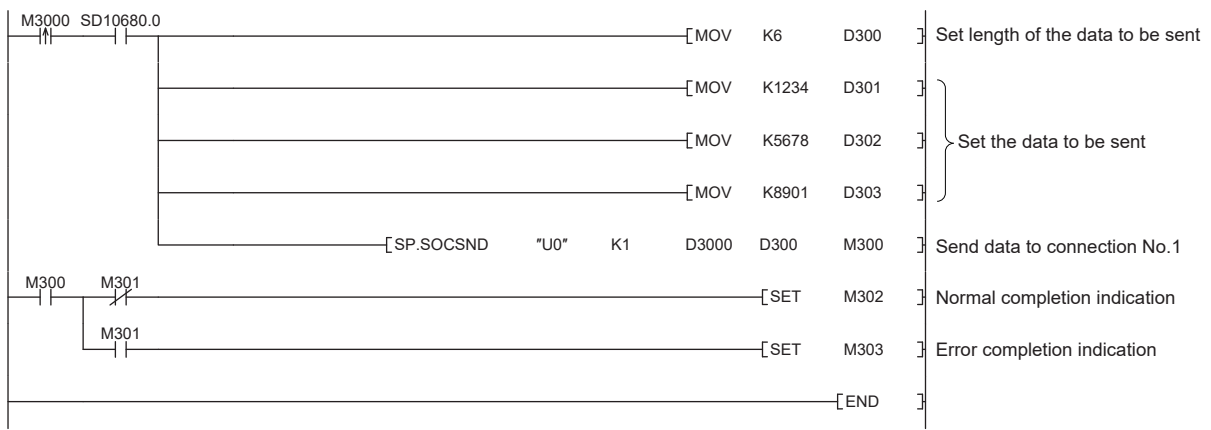 M3000 SD10680.0
MOV K6 D300 Set length of the data to be sent
MOV K1234 D301
MOV K5678 D302 Set the data to be sent
MOV K8901 D303
SP.SOCSND "U0" K1 D3000 D300 M300 Send data to connection No.1
M300 M301
SET M302 Normal completion indication
M301
SET M303 Error completion indication
END